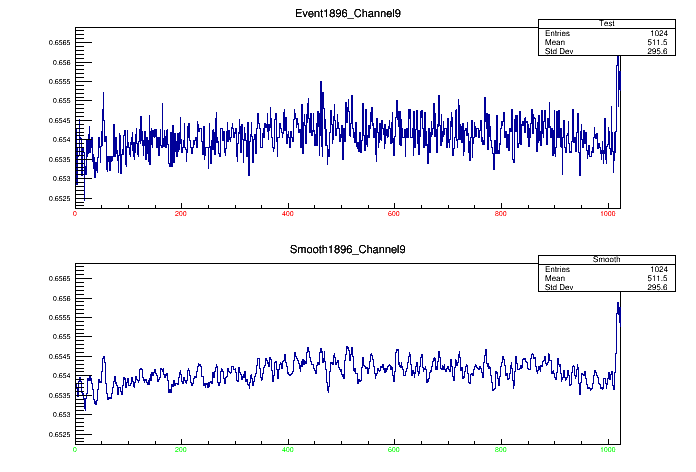 Event1896_Channel9
Test
Entries 1024
Mean 511.5
Std Dev 295.6
0.6565
0.656
0.6555
0.655
0.6545
0.654
0.6535
0.653
0.6525
0 200 400 600 800 1000
Smooth1896_Channel9
Smooth
Entries 1024
Mean 511.5
Std Dev 295.6
0.6565
0.656
0.6555
0.655
0.6545
0.654
0.6535
0.653
0.6525
0 200 400 600 800 1000